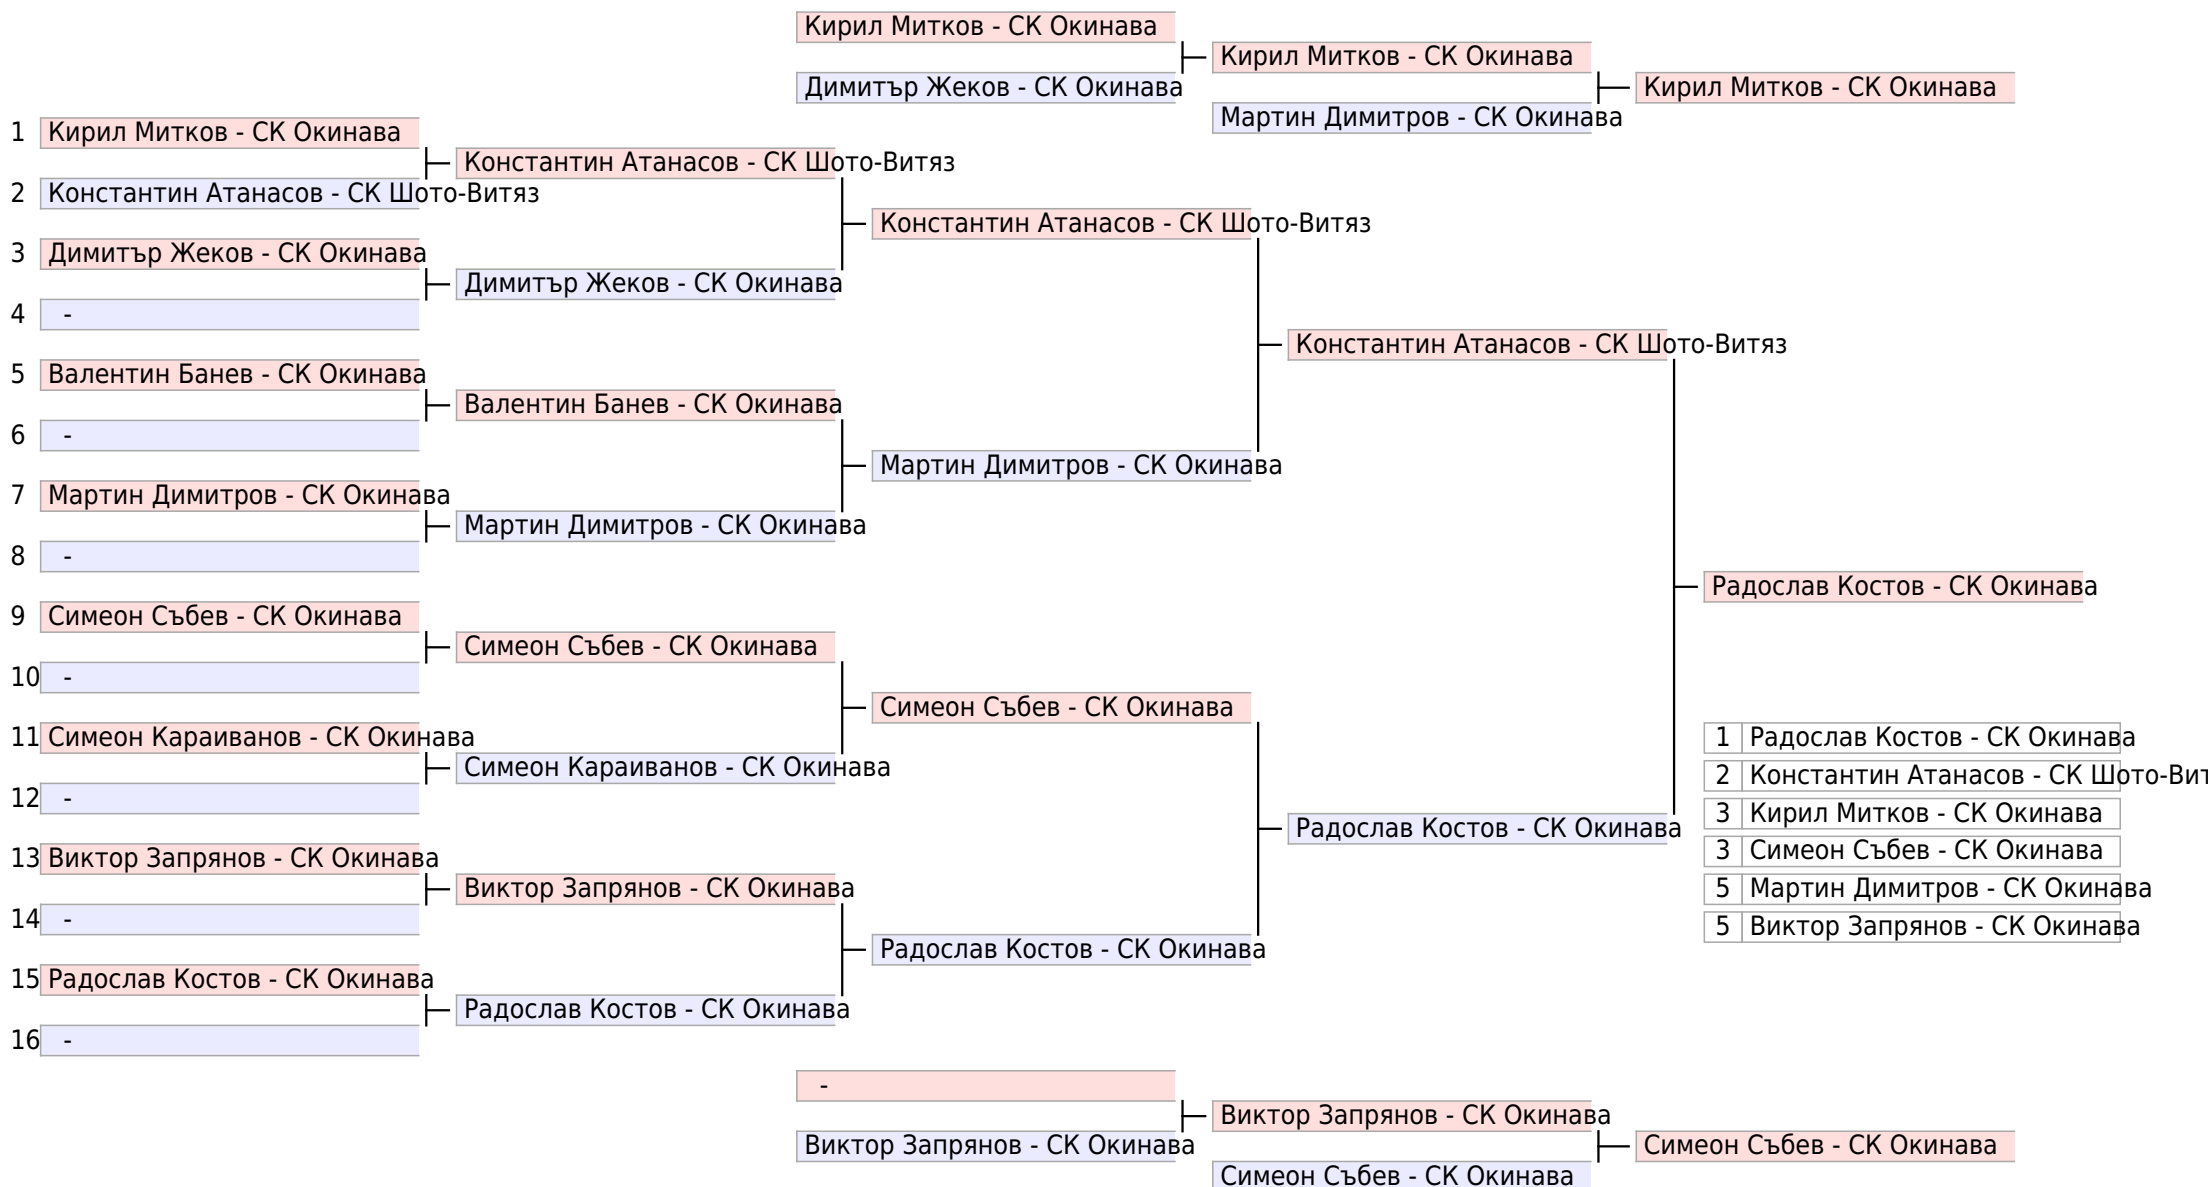 Кирил Митков - СК Окинава
Кирил Митков - СК Окинава
Димитър Жеков - СК Окинава
Кирил Митков - СК Окинава
Мартин Димитров - СК Окинава
1 Кирил Митков - СК Окинава
Константин Атанасов - СК Шото-Витяз
2 Константин Атанасов - СК Шото-Витяз
Константин Атанасов - СК Шото-Витяз
3 Димитър Жеков - СК Окинава
Димитър Жеков - СК Окинава
4 -
Константин Атанасов - СК Шото-Витяз
5 Валентин Банев - СК Окинава
Валентин Банев - СК Окинава
6 -
Мартин Димитров - СК Окинава
7 Мартин Димитров - СК Окинава
Мартин Димитров - СК Окинава
8 -
Радослав Костов - СК Окинава
9 Симеон Събев - СК Окинава
Симеон Събев - СК Окинава
10 -
Симеон Събев - СК Окинава
11 Симеон Караиванов - СК Окинава
Симеон Караиванов - СК Окинава
12 -
Радослав Костов - СК Окинава
13 Виктор Запрянов - СК Окинава
Виктор Запрянов - СК Окинава
14 -
Радослав Костов - СК Окинава
15 Радослав Костов - СК Окинава
Радослав Костов - СК Окинава
16 -
1 Радослав Костов - СК Окинава
2 Константин Атанасов - СК Шото-Вит
3 Кирил Митков - СК Окинава
3 Симеон Събев - СК Окинава
5 Мартин Димитров - СК Окинава
5 Виктор Запрянов - СК Окинава
-
Виктор Запрянов - СК Окинава
Виктор Запрянов - СК Окинава
Симеон Събев - СК Окинава
Симеон Събев - СК Окинава